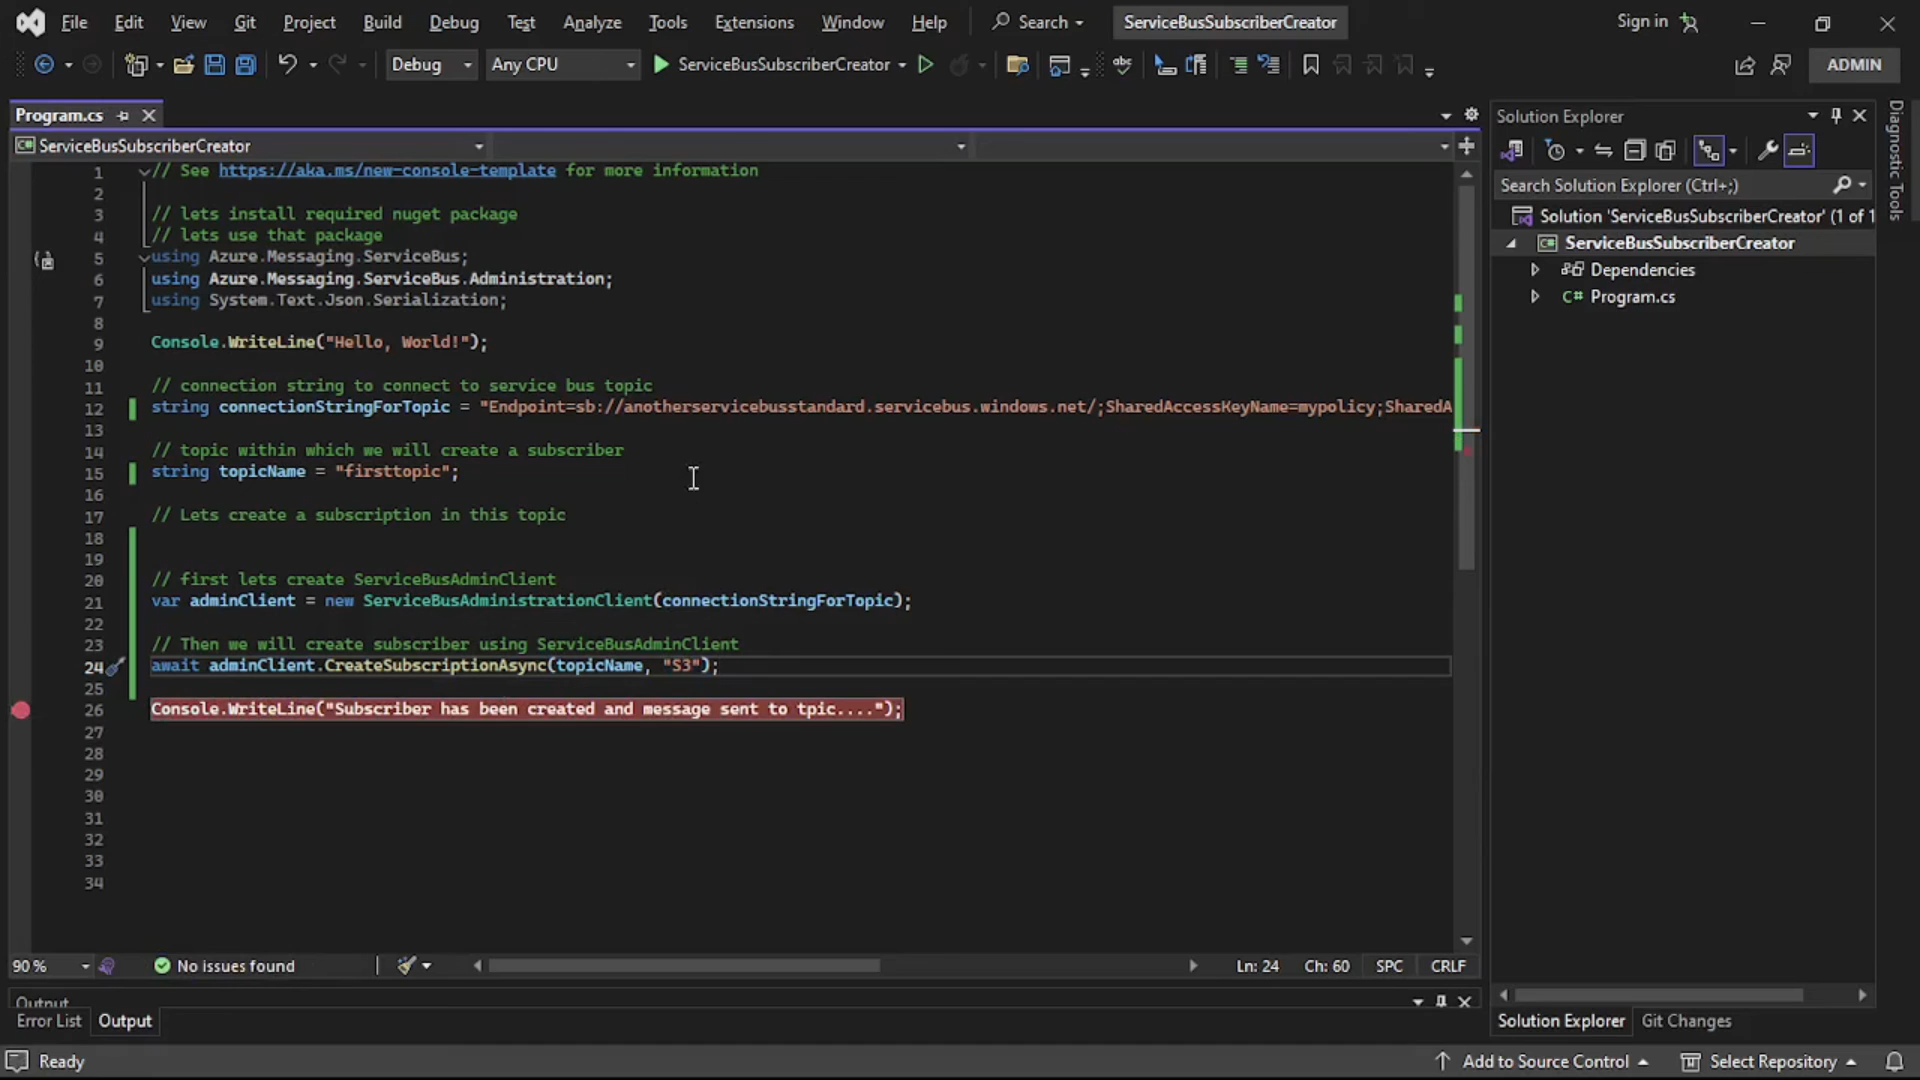 File Edit View Git Project Build Debug Test Analyze Tools Extensions Window Help Search ServiceBusSubscriberCreator Sign in
Debug Any CPU ServiceBusSubscriberCreator ADMIN
Program.cs
ServiceBusSubscriberCreator
1 // See https://aka.ms/new-console-template for more information
2
3 // lets install required nuget package
4 // lets use that package
5 using Azure.Messaging.ServiceBus;
6 using Azure.Messaging.ServiceBus.Administration;
7 using System.Text.Json.Serialization;
8
9 Console.WriteLine("Hello, World!");
10
11 // connection string to connect to service bus topic
12 string connectionStringForTopic = "Endpoint=sb://anotherservicebusstandard.servicebus.windows.net/;SharedAccessKeyName=mypolicy;SharedA
13
14 // topic within which we will create a subscriber
15 string topicName = "firsttopic";
16
17 // Lets create a subscription in this topic
18
19
20 // first lets create ServiceBusAdminClient
21 var adminClient = new ServiceBusAdministrationClient(connectionStringForTopic);
22
23 // Then we will create subscriber using ServiceBusAdminClient
24 await adminClient.CreateSubscriptionAsync(topicName, "S3");
25
26 Console.WriteLine("Subscriber has been created and message sent to tpic....");
27
28
29
30
31
32
33
34
90 % No issues found Ln: 24 Ch: 60 SPC CRLF
Output
Error List Output
Ready Add to Source Control Select Repository
Solution Explorer
Search Solution Explorer (Ctrl+;)
Solution 'ServiceBusSubscriberCreator' (1 of 1
ServiceBusSubscriberCreator
Dependencies
C# Program.cs
Solution Explorer Git Changes
Diagnostic Tools